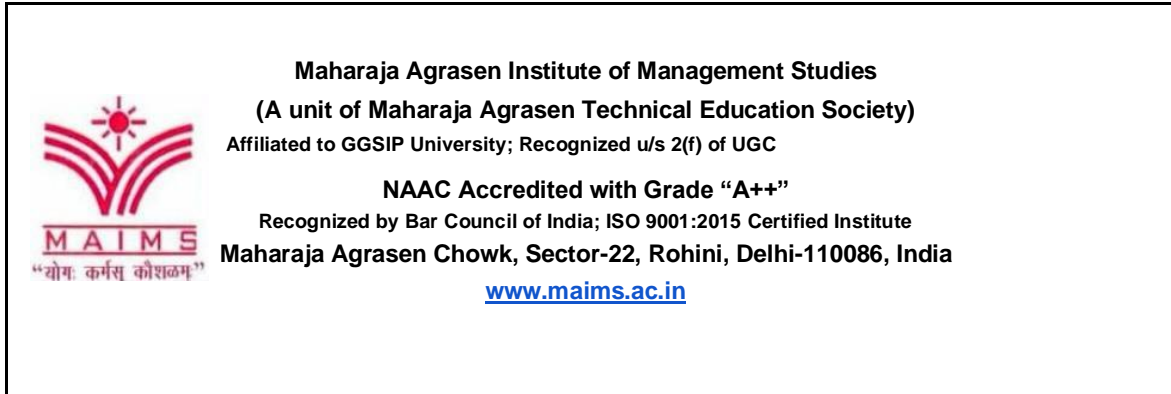 Maharaja Agrasen Institute of Management Studies
(A unit of Maharaja Agrasen Technical Education Society)
Affiliated to GGSIP University; Recognized u/s 2(f) of UGC
NAAC Accredited with Grade “A++”
Recognized by Bar Council of India; ISO 9001:2015 Certified Institute
Maharaja Agrasen Chowk, Sector-22, Rohini, Delhi-110086, India
www.maims.ac.in
MAIMS
“योगः कर्मसु कौशलम्”